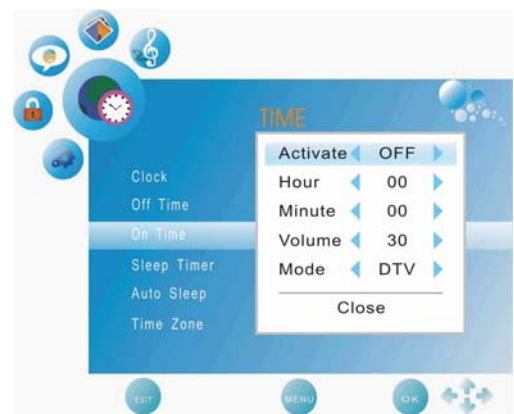 TIME
Clock
Off Time
On Time
Sleep Timer
Auto Sleep
Time Zone
Activate OFF
Hour 00
Minute 00
Volume 30
Mode DTV
Close
EXIT MENU OK